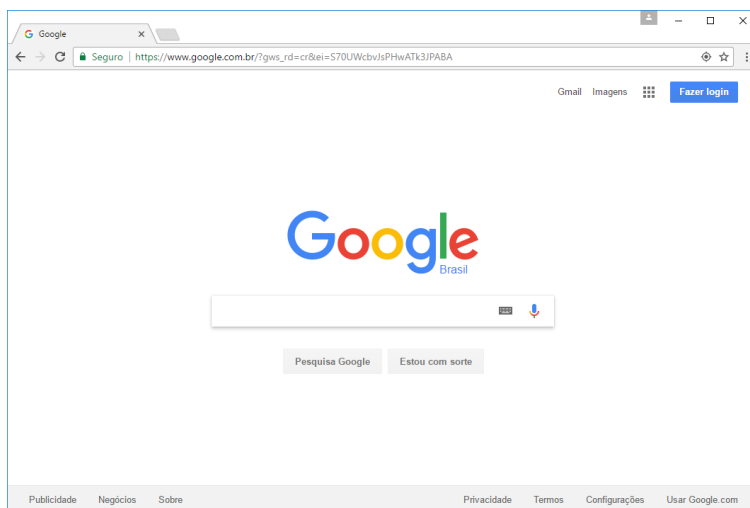 Google
Seguro | https://www.google.com.br/?gws_rd=cr&ei=S70UWcbvJsPHwATk3JPABA
Gmail Imagens Fazer login
Google
Brasil
Pesquisa Google Estou com sorte
Publicidade Negócios Sobre Privacidade Termos Configurações Usar Google.com